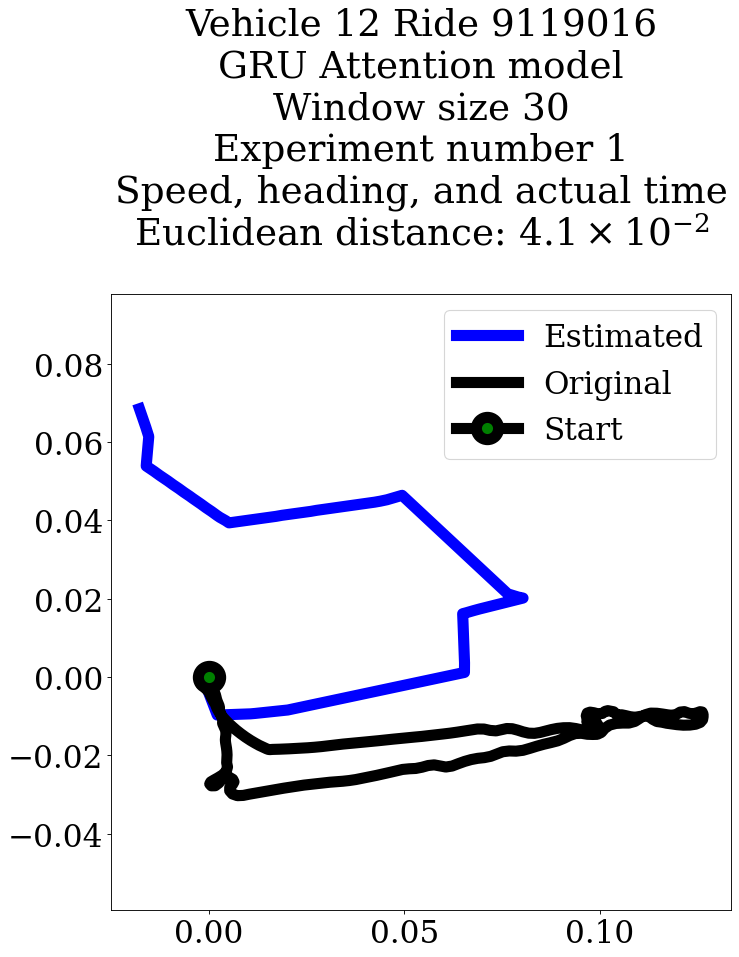 Vehicle 12 Ride 9119016
GRU Attention model
Window size 30
Experiment number 1
Speed, heading, and actual time
Euclidean distance: 4.1 × 10⁻²
Estimated
Original
Start
0.08
0.06
0.04
0.02
0.00
−0.02
−0.04
0.00 0.05 0.10